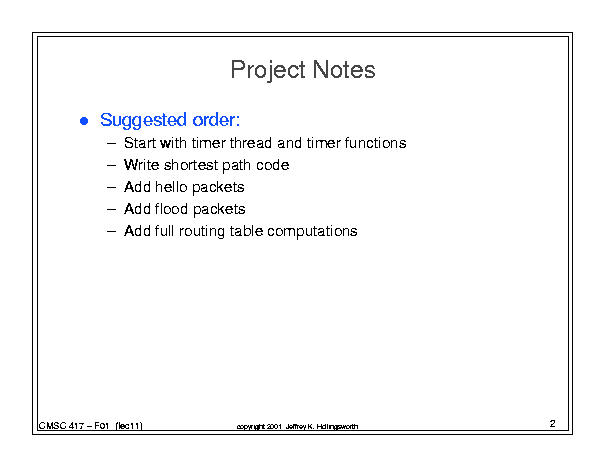 Project Notes
● Suggested order:
– Start with timer thread and timer functions
– Write shortest path code
– Add hello packets
– Add flood packets
– Add full routing table computations
CMSC 417 – F01 (lec11)
copyright 2001 Jeffrey K. Hollingsworth
2